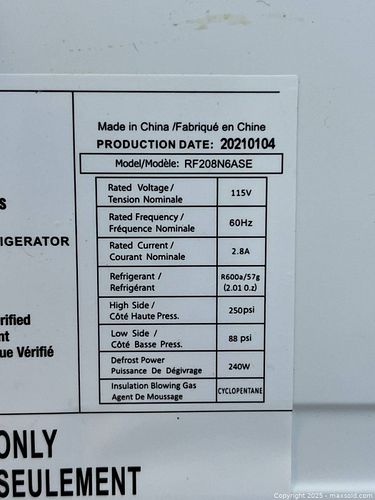 Made in China /Fabriqué en Chine
PRODUCTION DATE: 20210104
Model/Modèle: RF208N6ASE
Rated Voltage / Tension Nominale 115V
Rated Frequency / Fréquence Nominale 60Hz
Rated Current / Courant Nominale 2.8A
Refrigerant / Réfrigérant R600a/57g (2.01 0.z)
High Side / Côté Haute Press. 250psi
Low Side / Côté Basse Press. 88 psi
Defrost Power Puissance De Dégivrage 240W
Insulation Blowing Gas Agent De Moussage CYCLOPENTANE
s
IGERATOR
rified
nt
ue Vérifié
ONLY
SEULEMENT
Copyright 2025 - maxsold.com